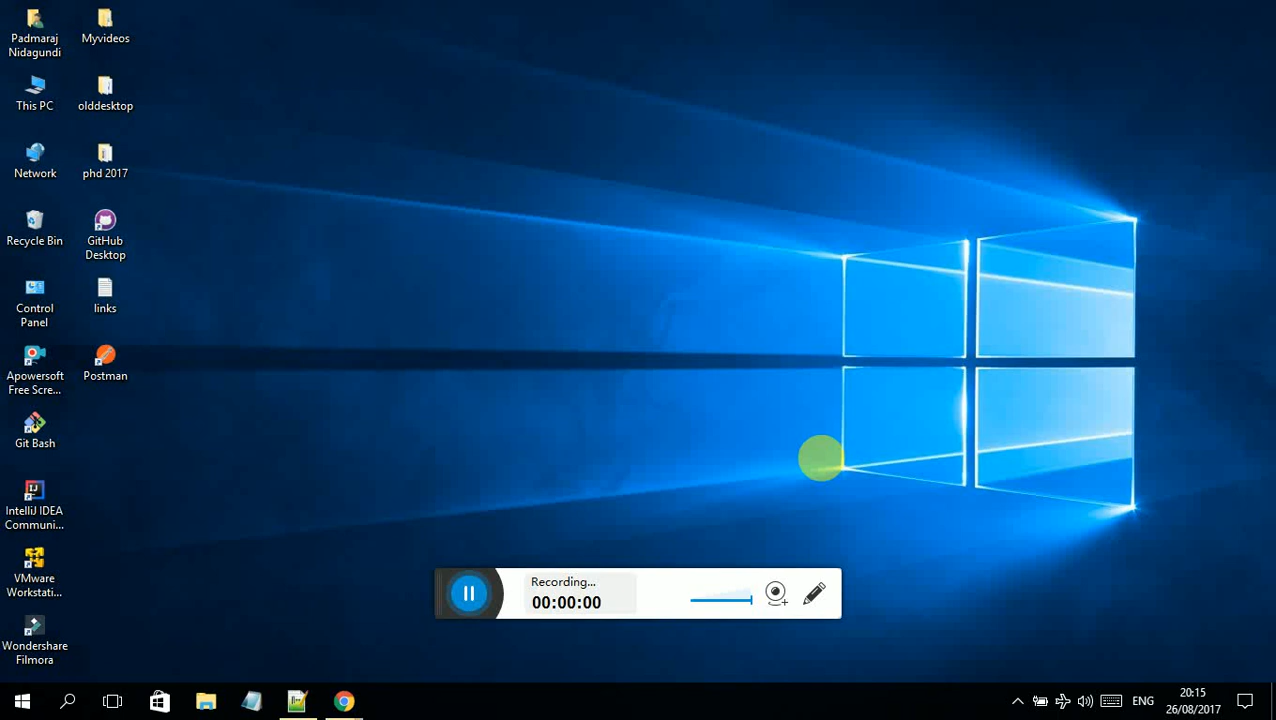 Padmaraj
Nidagundi
Myvideos
This PC
olddesktop
Network
phd 2017
Recycle Bin
GitHub
Desktop
Control
Panel
links
Apowersoft
Free Scre...
Postman
Git Bash
IntelliJ IDEA
Communi...
VMware
Workstati...
Wondershare
Filmora
Recording...
00:00:00
ENG
20:15
26/08/2017